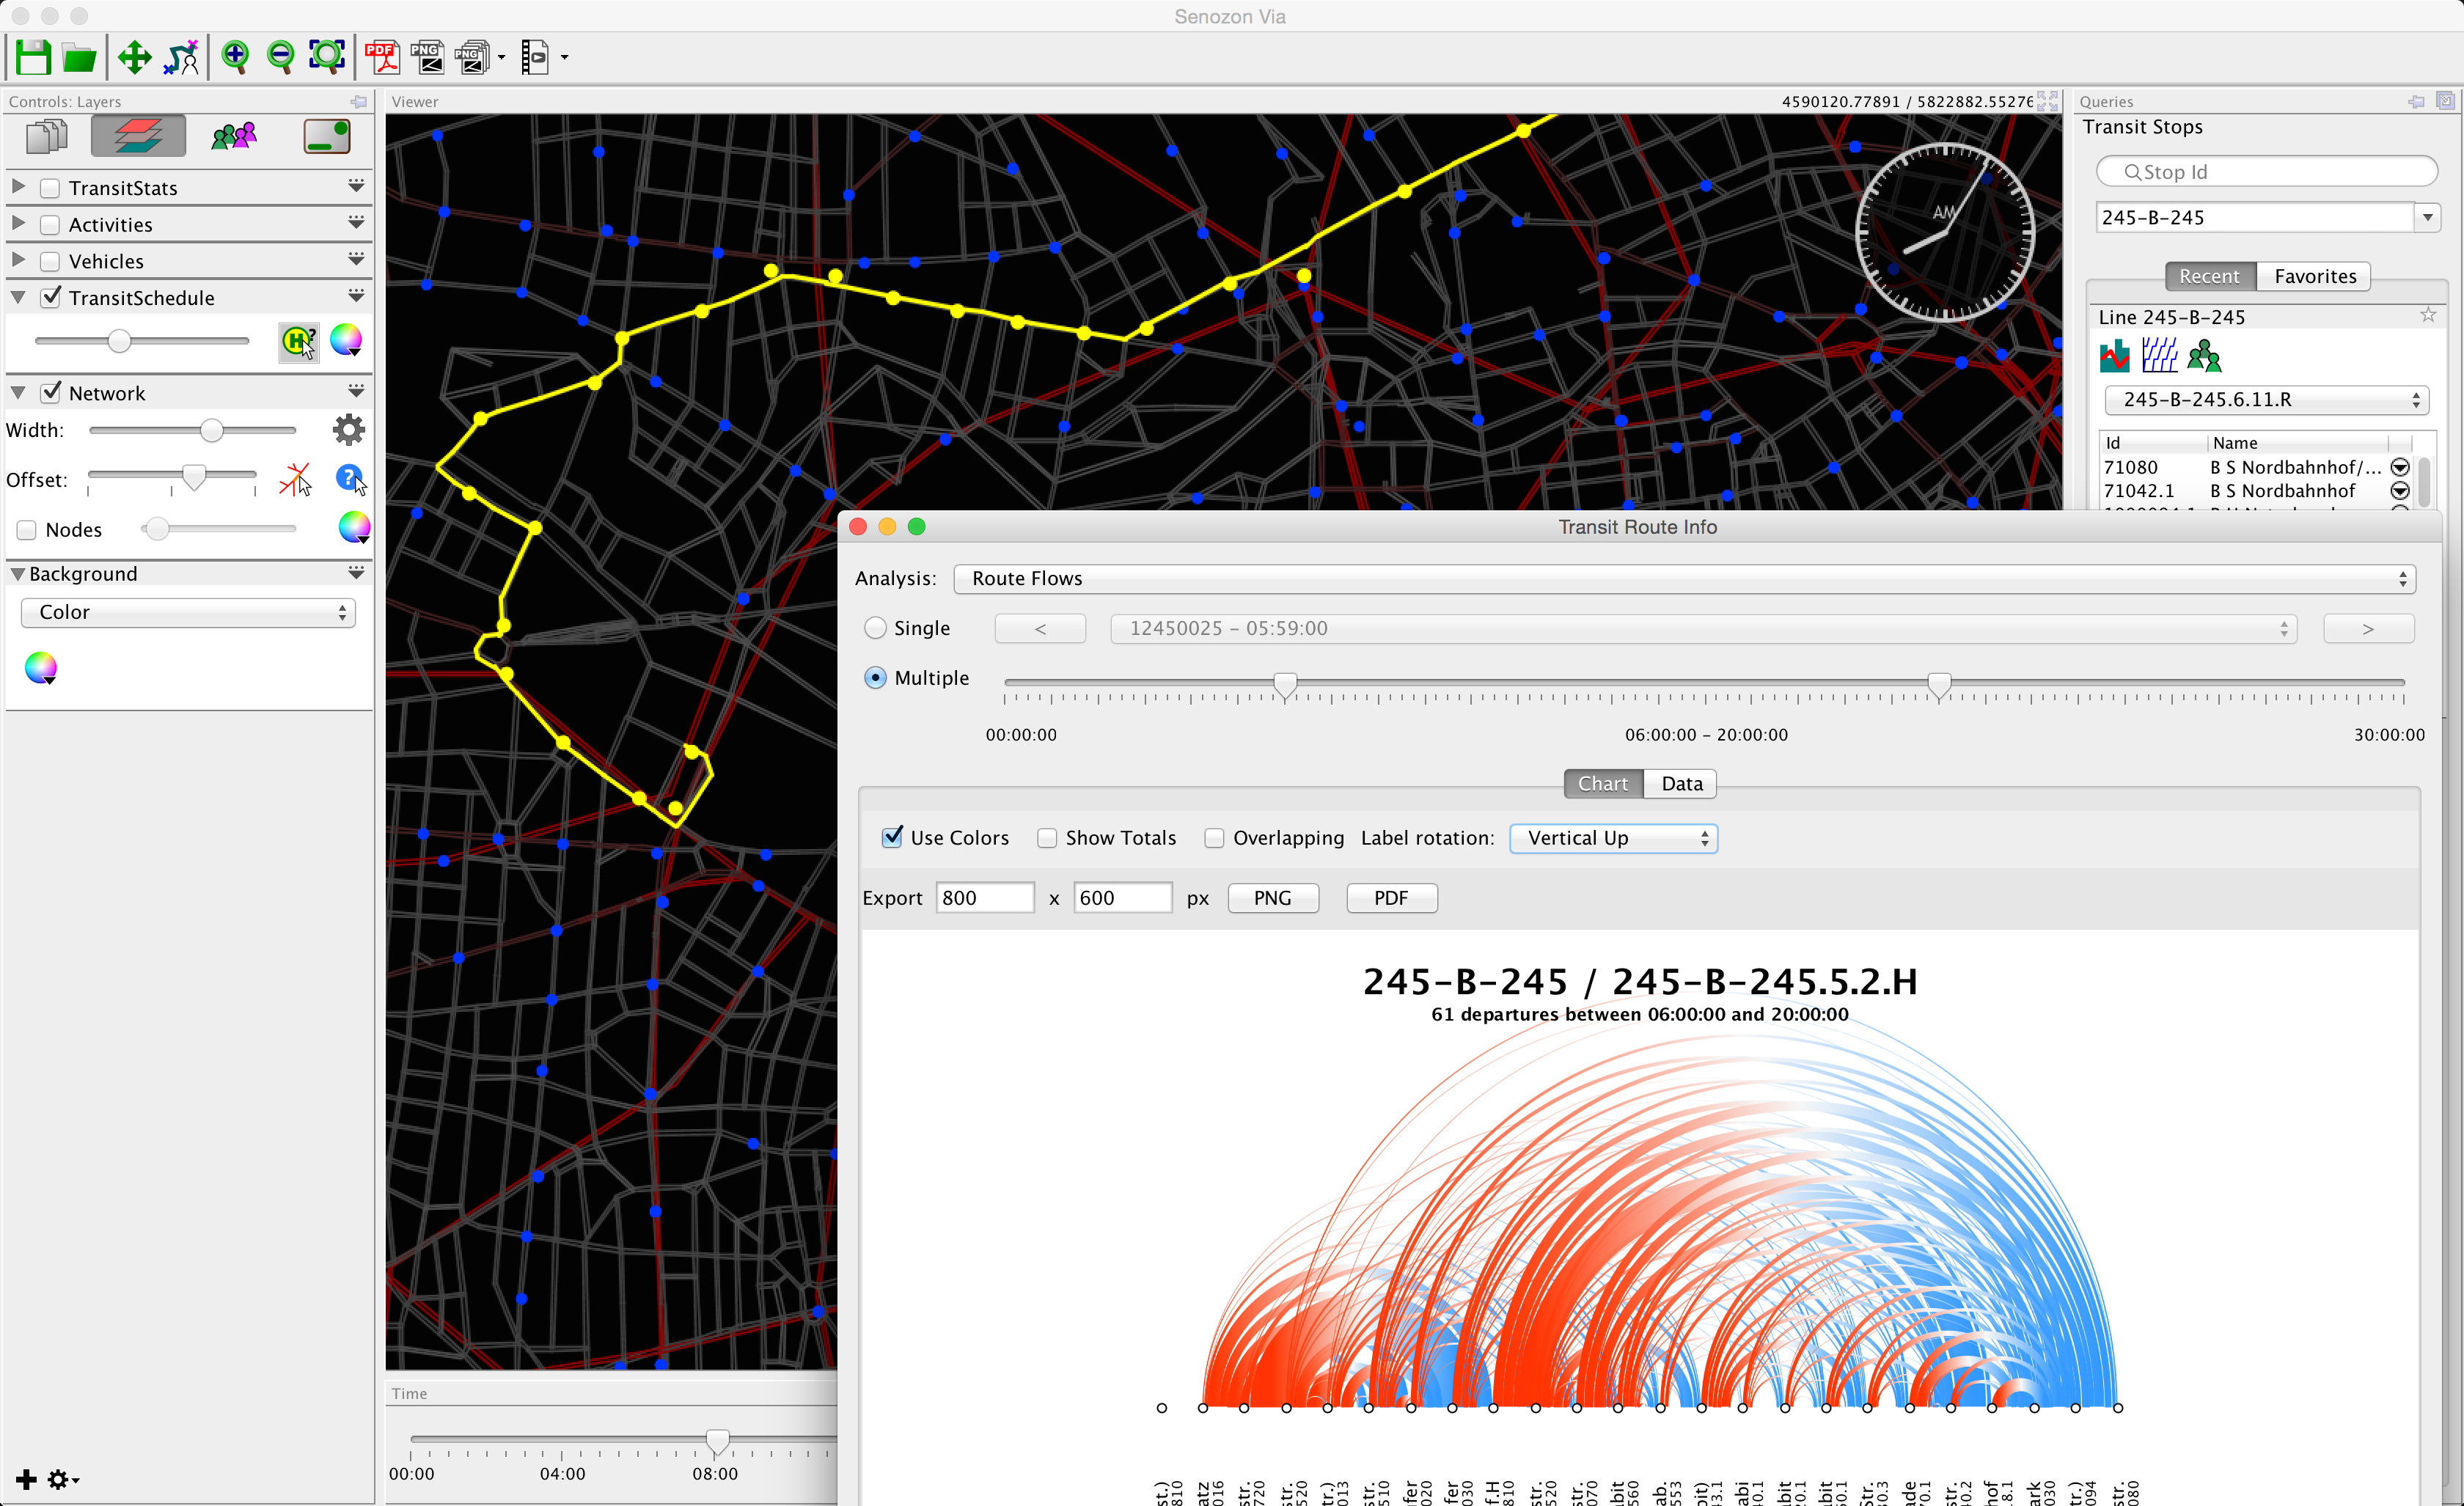 Senozon Via
PDF
PNG
PNG
Controls: Layers
TransitStats
Activities
Vehicles
TransitSchedule
H?
Network
Width:
Offset:
?
Nodes
Background
Color
Viewer
4590120.77891 / 5822882.55276
AM
Time
00:00
04:00
08:00
Queries
Transit Stops
Stop Id
245-B-245
Recent
Favorites
Line 245-B-245
245-B-245.6.11.R
Id Name
71080 B S Nordbahnhof/...
71042.1 B S Nordbahnhof
Transit Route Info
Analysis: Route Flows
Single < 12450025 - 05:59:00 >
Multiple
00:00:00 06:00:00 - 20:00:00 30:00:00
Chart Data
Use Colors Show Totals Overlapping Label rotation: Vertical Up
Export 800 x 600 px PNG PDF
245-B-245 / 245-B-245.5.2.H
61 departures between 06:00:00 and 20:00:00